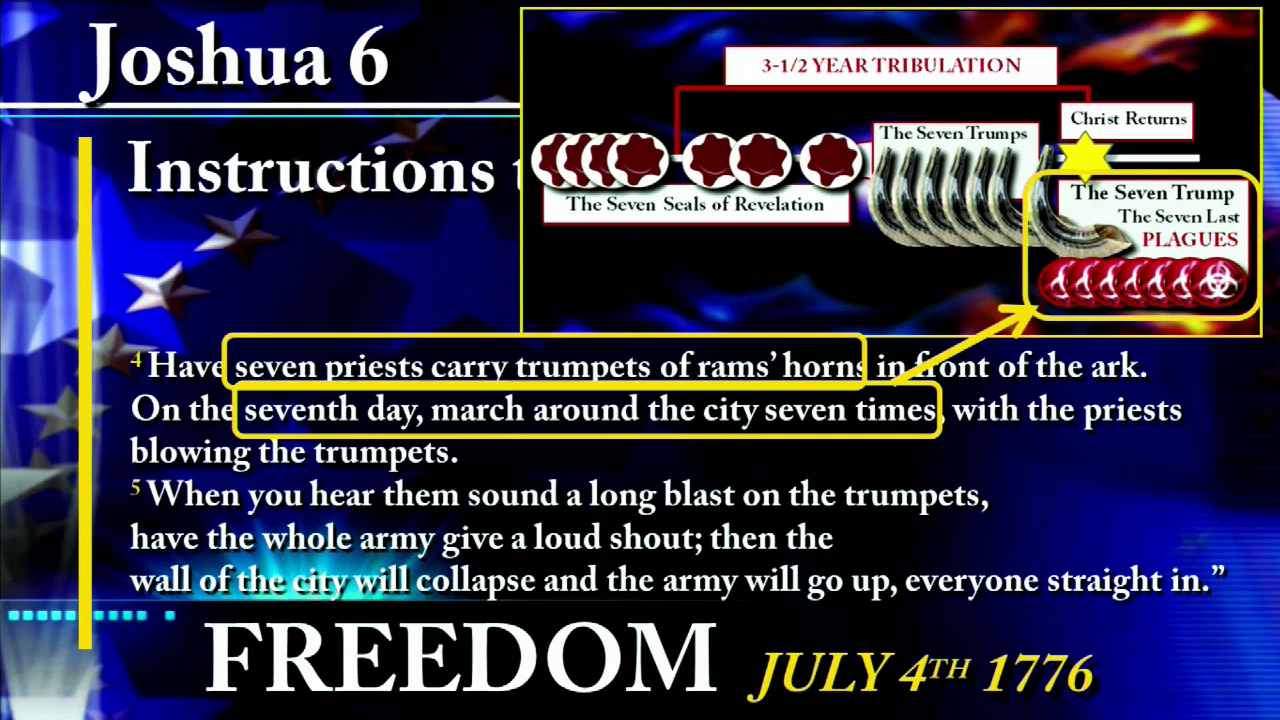 Joshua 6
3-1/2 YEAR TRIBULATION
Christ Returns
The Seven Trumps
The Seven Seals of Revelation
The Seven Trump
The Seven Last
PLAGUES
Instructions
4 Have seven priests carry trumpets of rams’ horns in front of the ark.
On the seventh day, march around the city seven times, with the priests
blowing the trumpets.
5 When you hear them sound a long blast on the trumpets,
have the whole army give a loud shout; then the
wall of the city will collapse and the army will go up, everyone straight in.”
FREEDOM JULY 4TH 1776